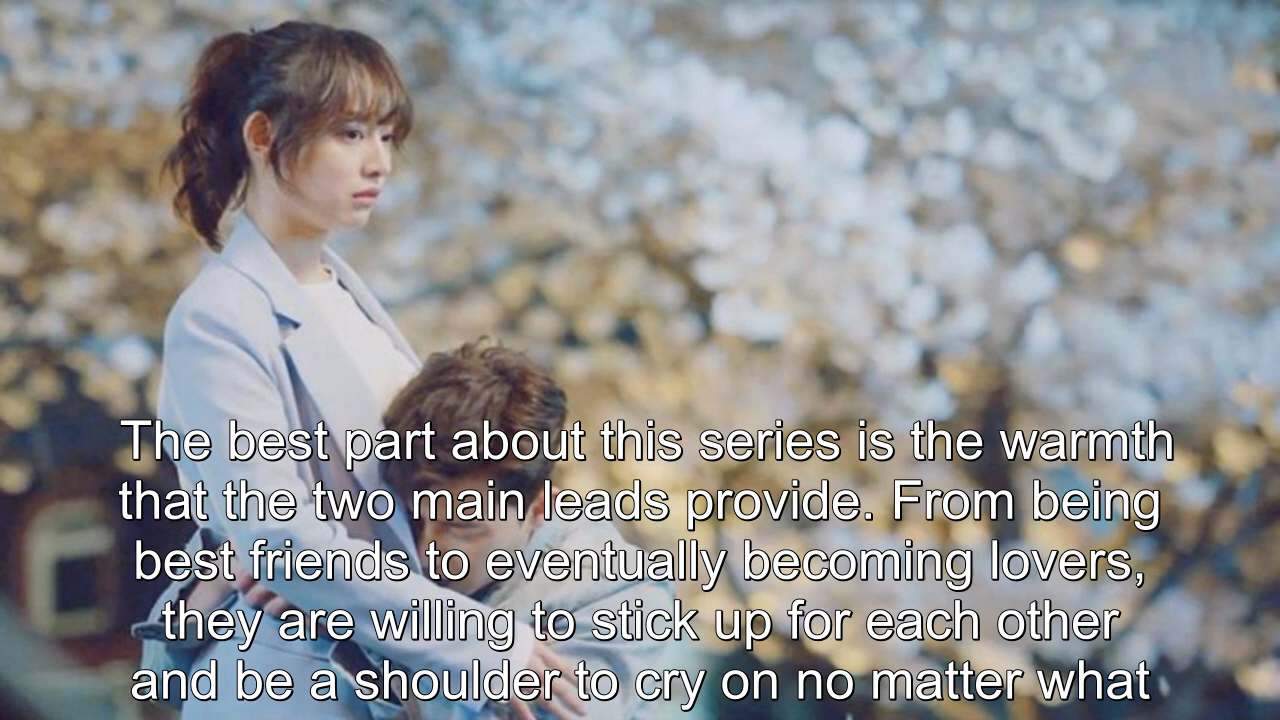 The best part about this series is the warmth
that the two main leads provide. From being
best friends to eventually becoming lovers,
they are willing to stick up for each other
and be a shoulder to cry on no matter what